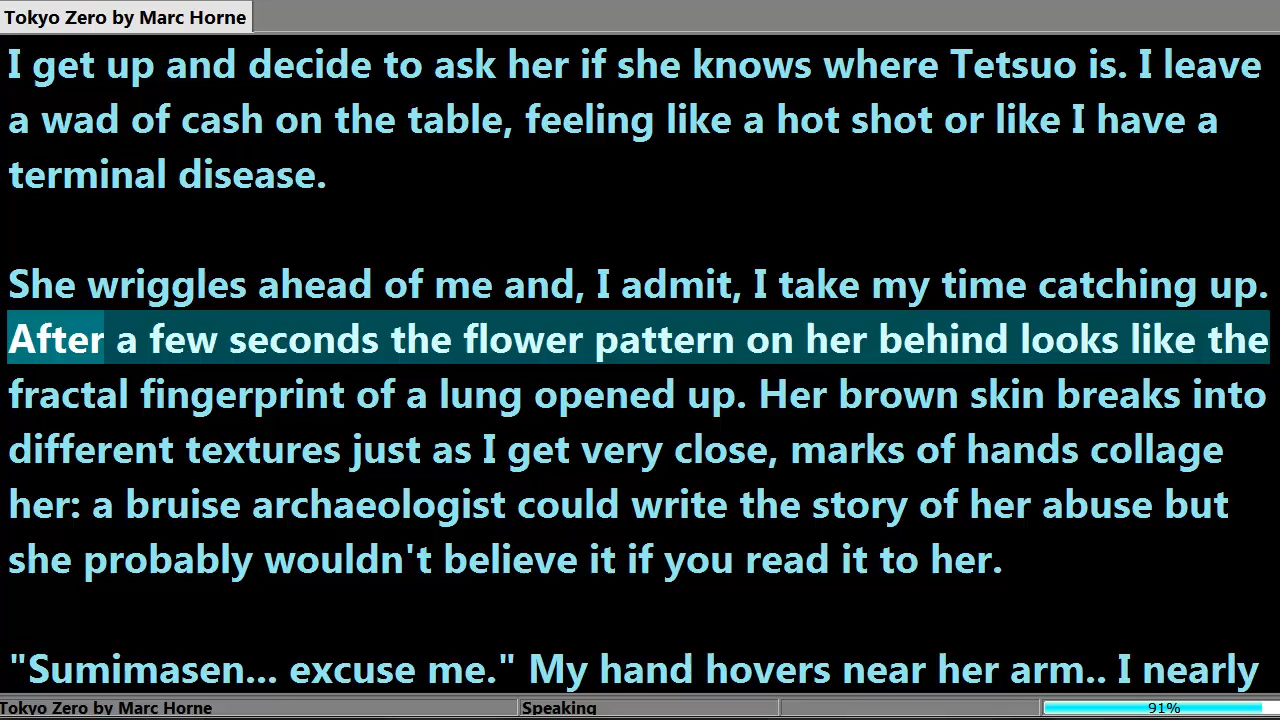 Tokyo Zero by Marc Horne
I get up and decide to ask her if she knows where Tetsuo is. I leave
a wad of cash on the table, feeling like a hot shot or like I have a
terminal disease.
She wriggles ahead of me and, I admit, I take my time catching up.
After a few seconds the flower pattern on her behind looks like the
fractal fingerprint of a lung opened up. Her brown skin breaks into
different textures just as I get very close, marks of hands collage
her: a bruise archaeologist could write the story of her abuse but
she probably wouldn't believe it if you read it to her.
"Sumimasen... excuse me." My hand hovers near her arm.. I nearly
Tokyo Zero by Marc Horne Speaking 91%